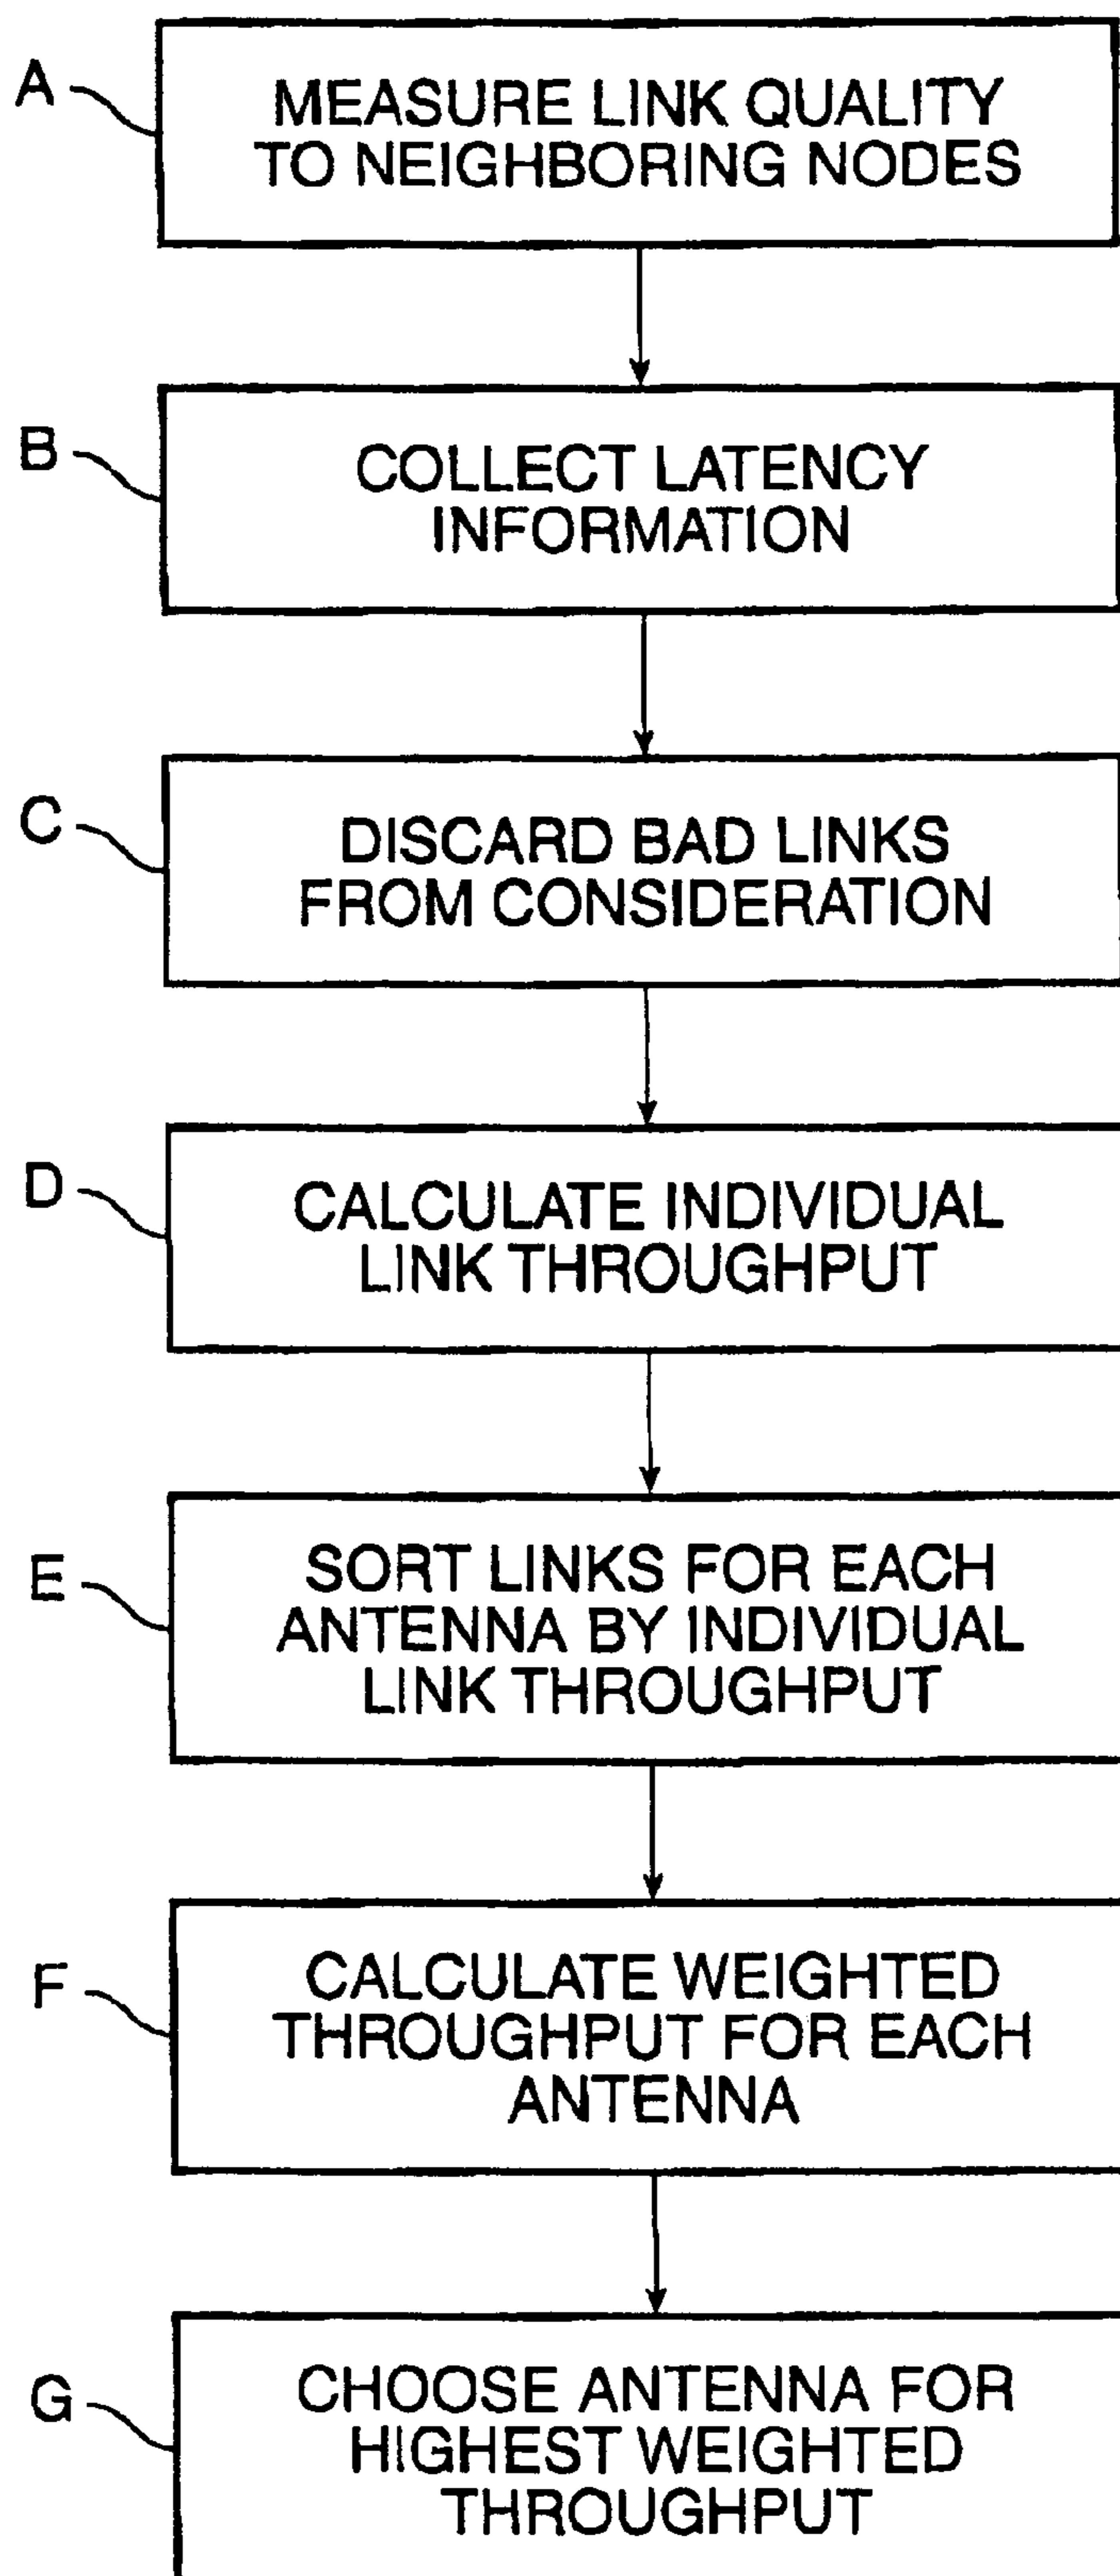 A
MEASURE LINK QUALITY
TO NEIGHBORING NODES
B
COLLECT LATENCY
INFORMATION
C
DISCARD BAD LINKS
FROM CONSIDERATION
D
CALCULATE INDIVIDUAL
LINK THROUGHPUT
E
SORT LINKS FOR EACH
ANTENNA BY INDIVIDUAL
LINK THROUGHPUT
F
CALCULATE WEIGHTED
THROUGHPUT FOR EACH
ANTENNA
G
CHOOSE ANTENNA FOR
HIGHEST WEIGHTED
THROUGHPUT